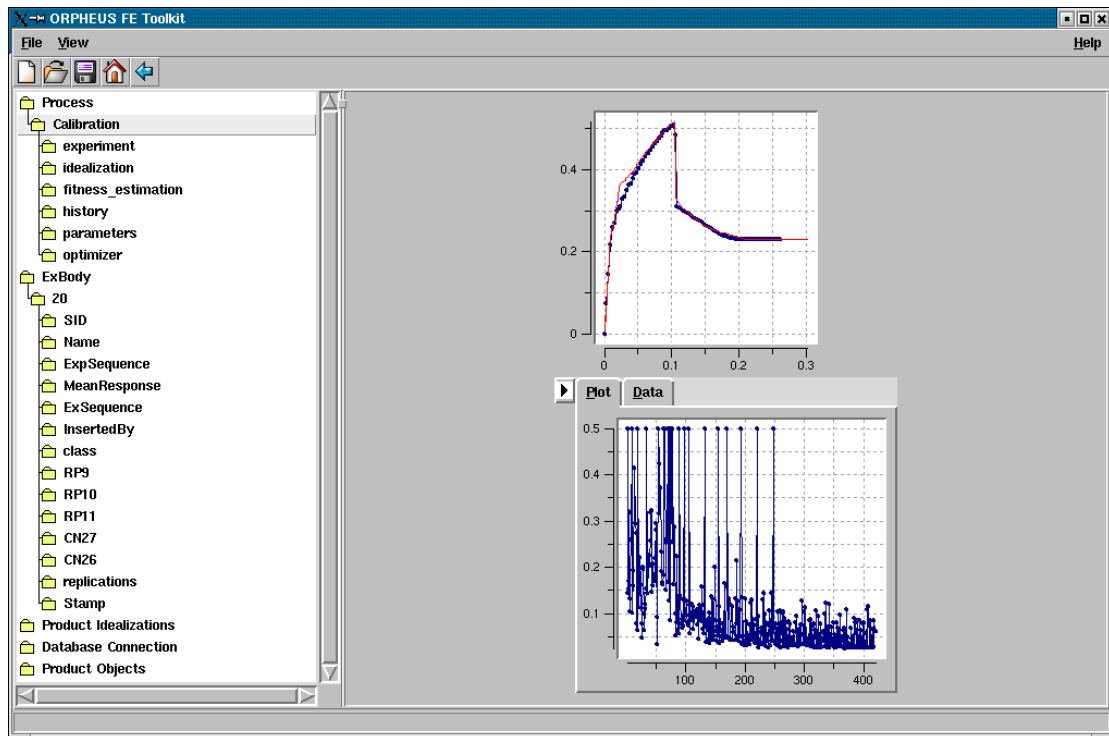 ORPHEUS FE Toolkit
File View Help
Process
Calibration
experiment
idealization
fitness_estimation
history
parameters
optimizer
ExBody
20
SID
Name
ExpSequence
MeanResponse
ExSequence
InsertedBy
class
RP9
RP10
RP11
CN27
CN26
replications
Stamp
Product Idealizations
Database Connection
Product Objects
0.4
0.2
0
0 0.1 0.2 0.3
Plot Data
0.5
0.4
0.3
0.2
0.1
100 200 300 400